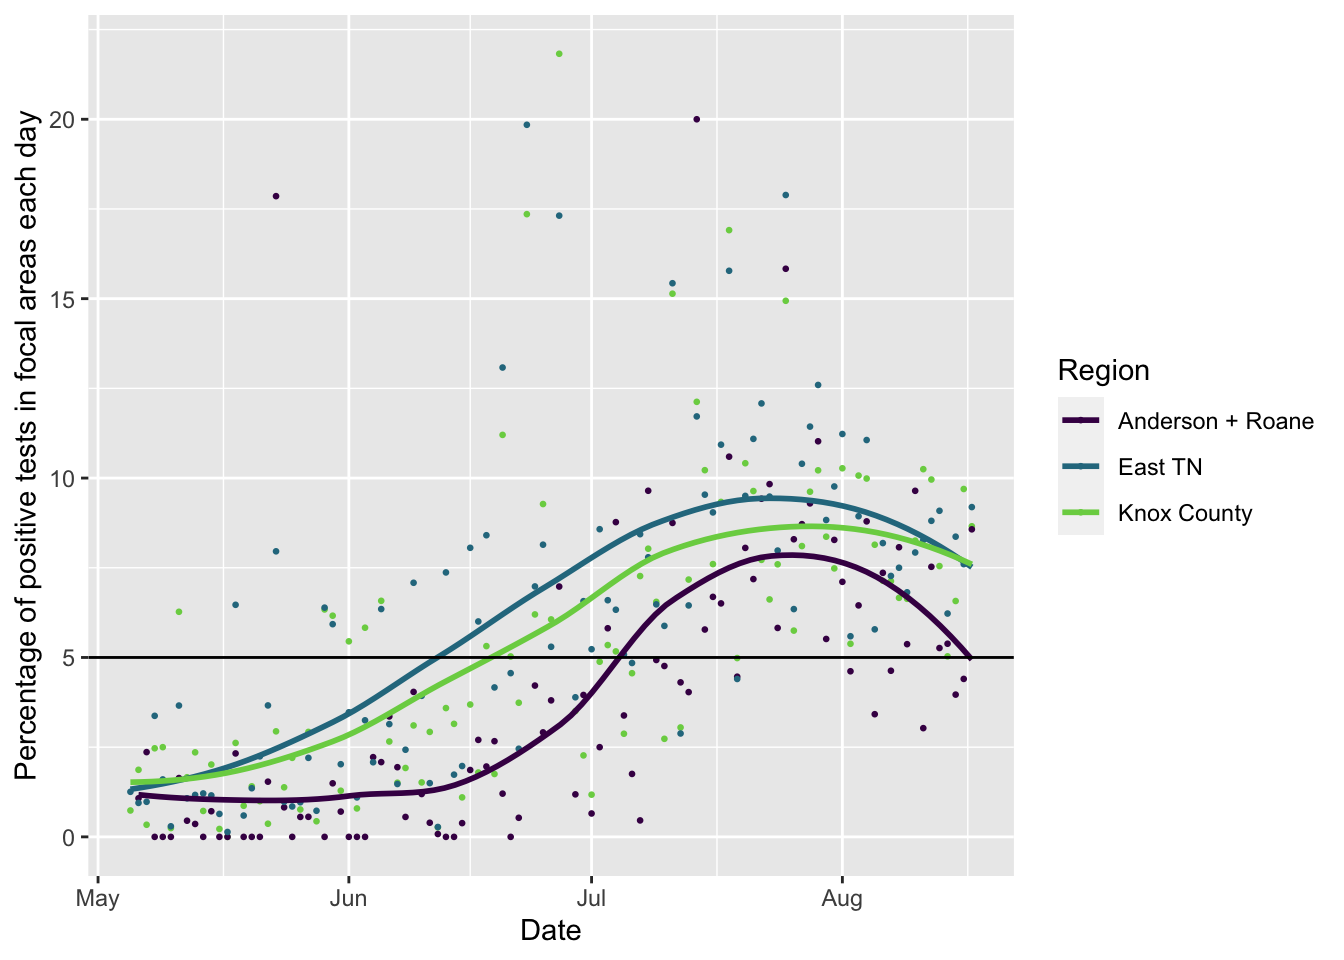 Percentage of positive tests in focal areas each day
20
15
10
5
0
May
Jun
Jul
Aug
Date
Region
Anderson + Roane
East TN
Knox County